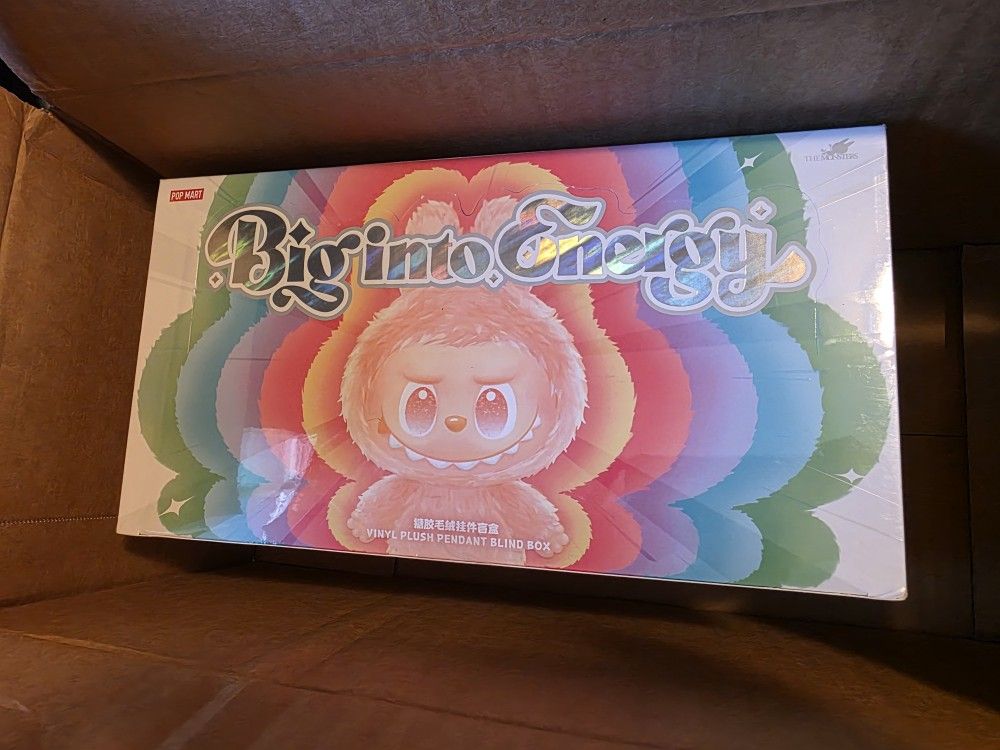 POP MART
THE MONSTERS
Big into Energy
搪胶毛绒挂件盲盒
VINYL PLUSH PENDANT BLIND BOX